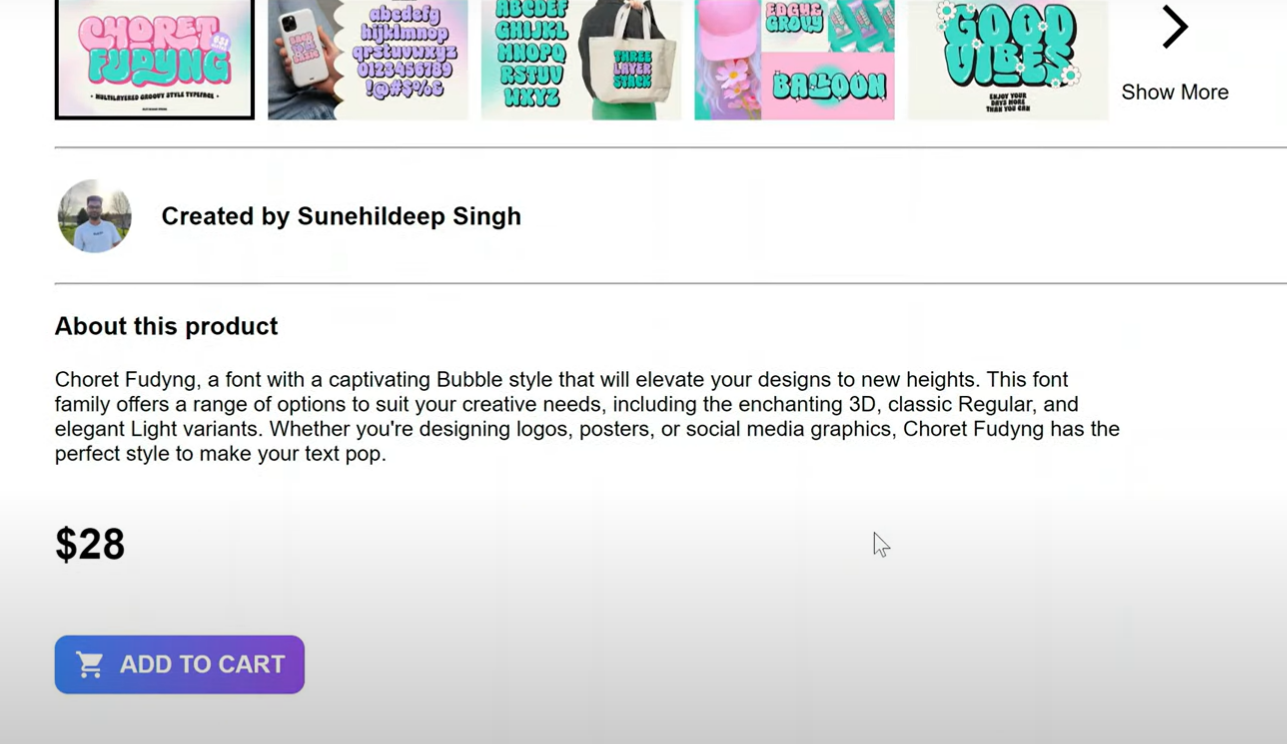 CHORET
FUDYNG
• MULTILAYERED GROOVY STYLE TYPEFACE •
abcdefg
hijklmnop
qrstuvwxyz
0123456789
!@#$%&
ABCDEF
GHIJKL
MNOPQ
RSTUV
WXYZ
THREE
LAYER
STACK
GROVY
BALLOON
GOOD
VIBES
ENJOY YOUR
DAYS MORE
THAN YOU CAN
Show More
Created by Sunehildeep Singh
About this product
Choret Fudyng, a font with a captivating Bubble style that will elevate your designs to new heights. This font
family offers a range of options to suit your creative needs, including the enchanting 3D, classic Regular, and
elegant Light variants. Whether you're designing logos, posters, or social media graphics, Choret Fudyng has the
perfect style to make your text pop.
$28
ADD TO CART